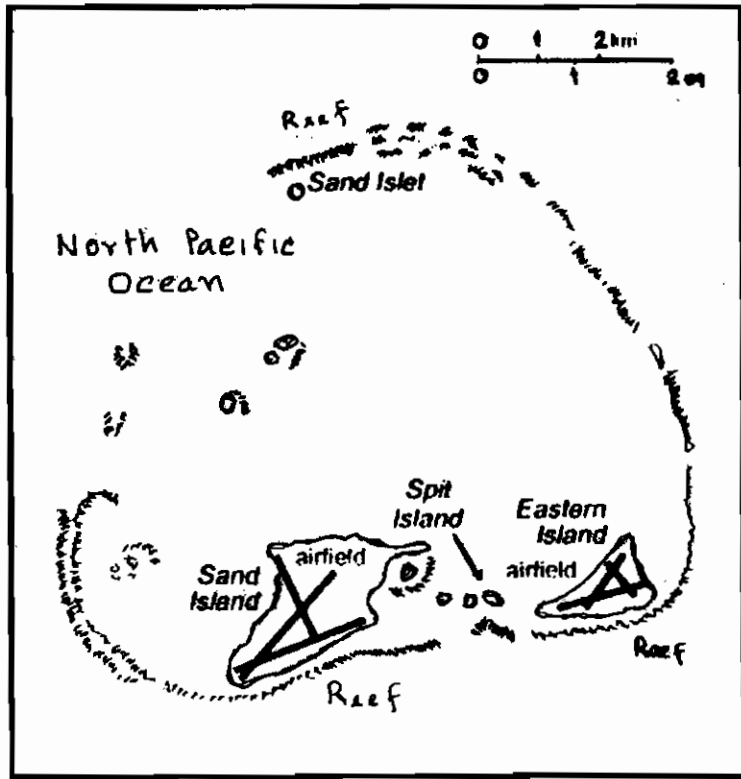 0 1 2 km
0 1 2 m
Reef
Sand Islet
North Pacific
Ocean
Spit
Island
Eastern
Island
airfield
airfield
Sand
Island
Reef
Reef